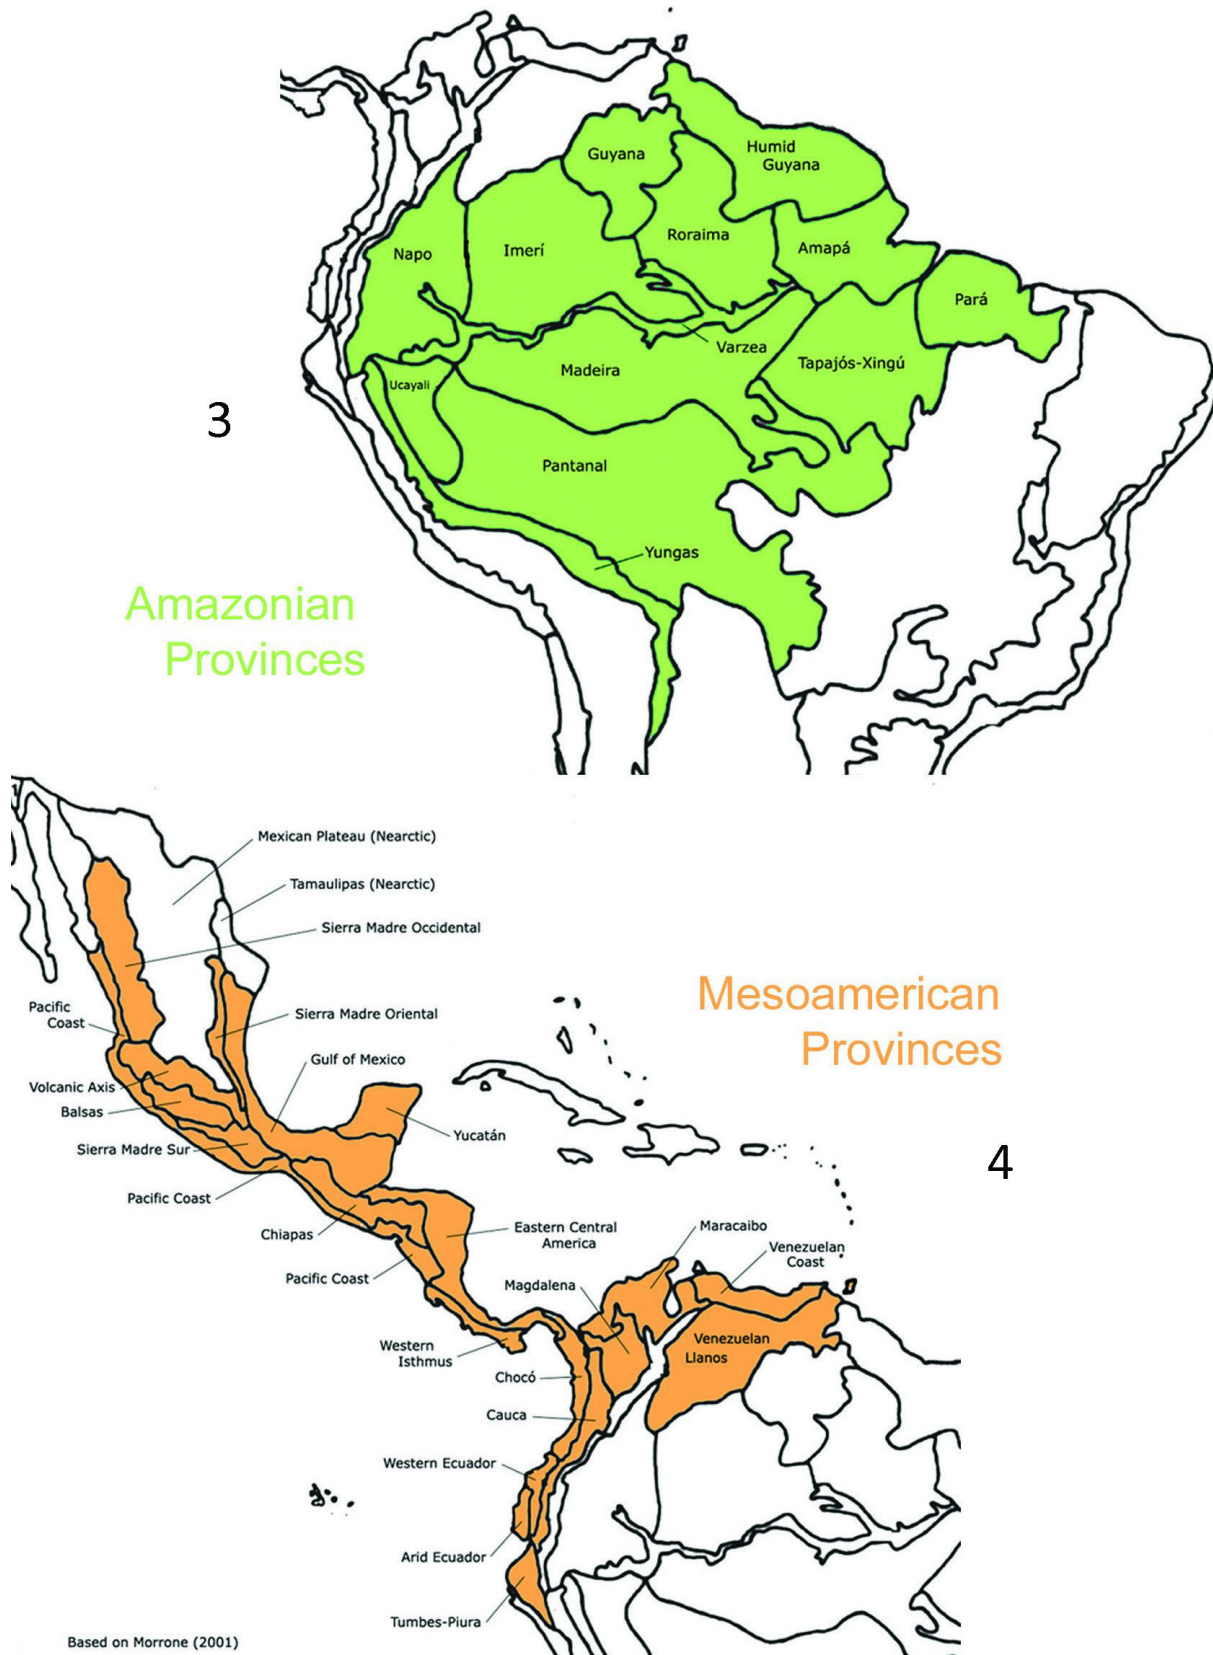 Guyana
Humid
Guyana
Napo
Imerí
Roraima
Amapá
Pará
Varzea
Madeira
Tapajós-Xingú
Ucayali
3
Pantanal
Yungas
Amazonian
Provinces
Mexican Plateau (Nearctic)
Tamaulipas (Nearctic)
Sierra Madre Occidental
Mesoamerican
Provinces
Pacific
Coast
Sierra Madre Oriental
Gulf of Mexico
Volcanic Axis
Balsas
Yucatán
Sierra Madre Sur
4
Pacific Coast
Chiapas
Eastern Central
America
Maracaibo
Venezuelan
Coast
Pacific Coast
Magdalena
Western
Isthmus
Venezuelan
Llanos
Chocó
Cauca
Western Ecuador
Arid Ecuador
Tumbes-Piura
Based on Morrone (2001)